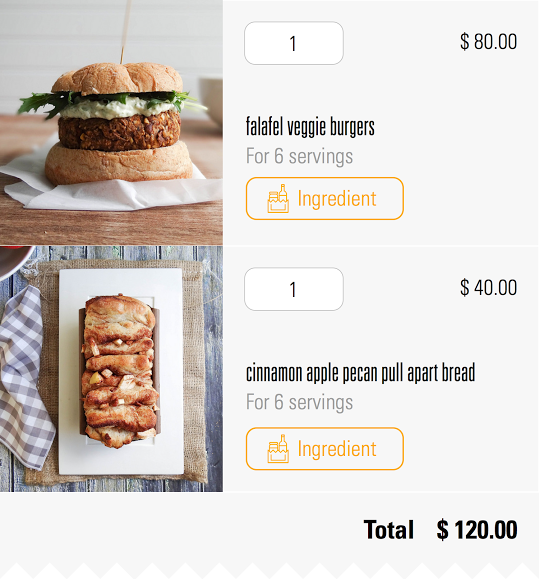 1
$ 80.00
falafel veggie burgers
For 6 servings
Ingredient
1
$ 40.00
cinnamon apple pecan pull apart bread
For 6 servings
Ingredient
Total $ 120.00